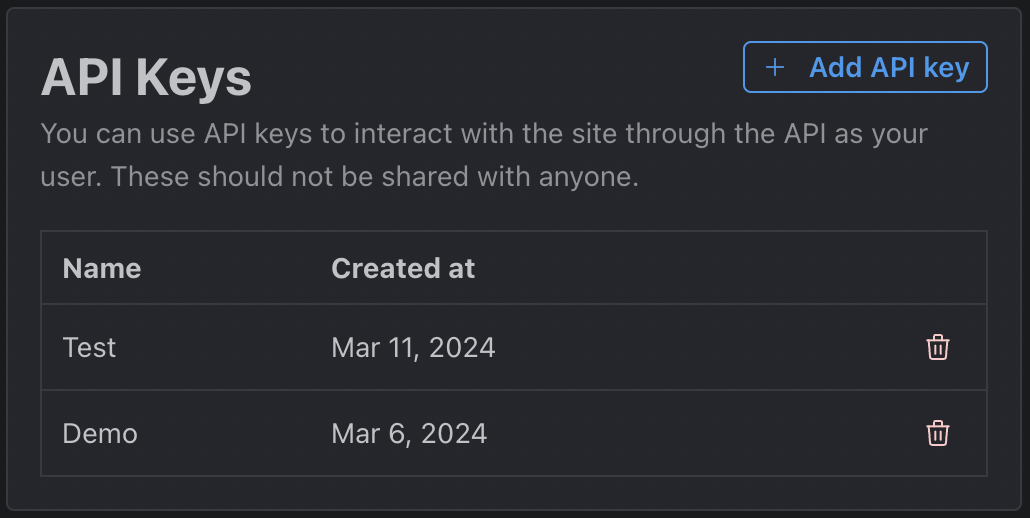 API Keys
+ Add API key
You can use API keys to interact with the site through the API as your
user. These should not be shared with anyone.
Name Created at
Test Mar 11, 2024
Demo Mar 6, 2024